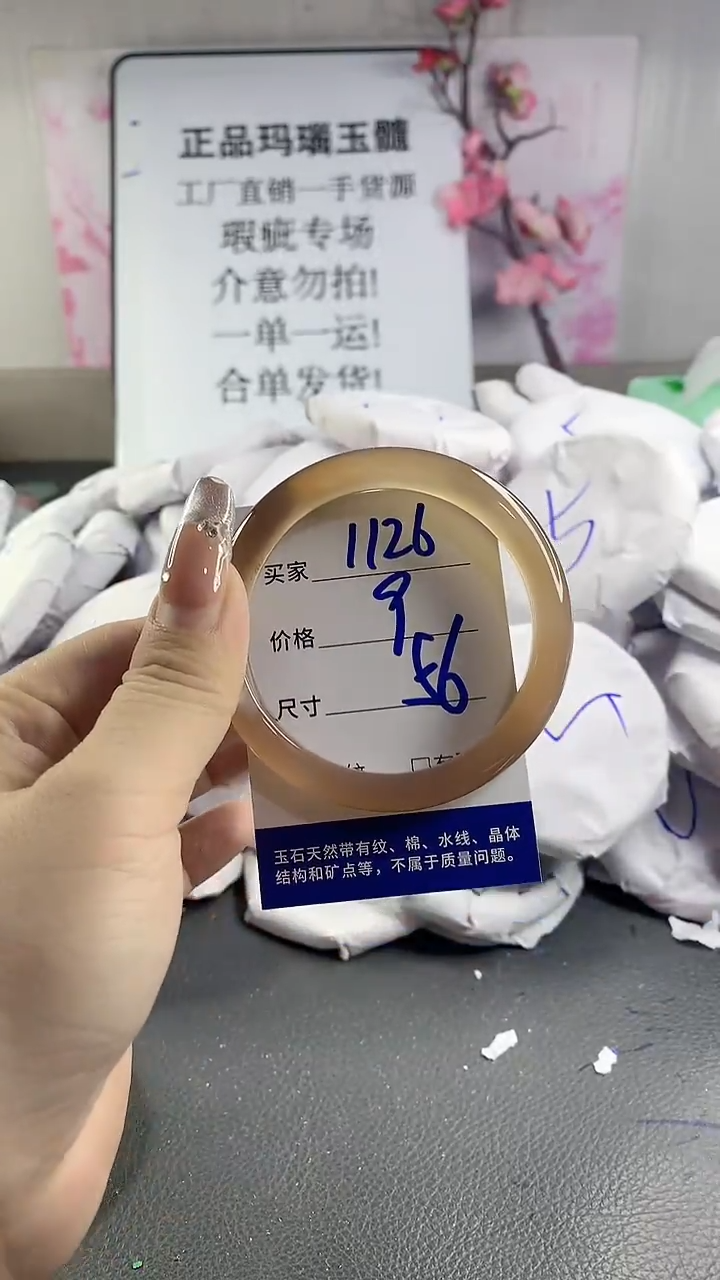 正品玛瑙玉髓
工厂直销一手货源
瑕疵专场
介意勿拍!
一单一运!
合单发货!
5
买家 1126
价格 9
尺寸 56
玉石天然带有纹、棉、水线、晶体
结构和矿点等，不属于质量问题。